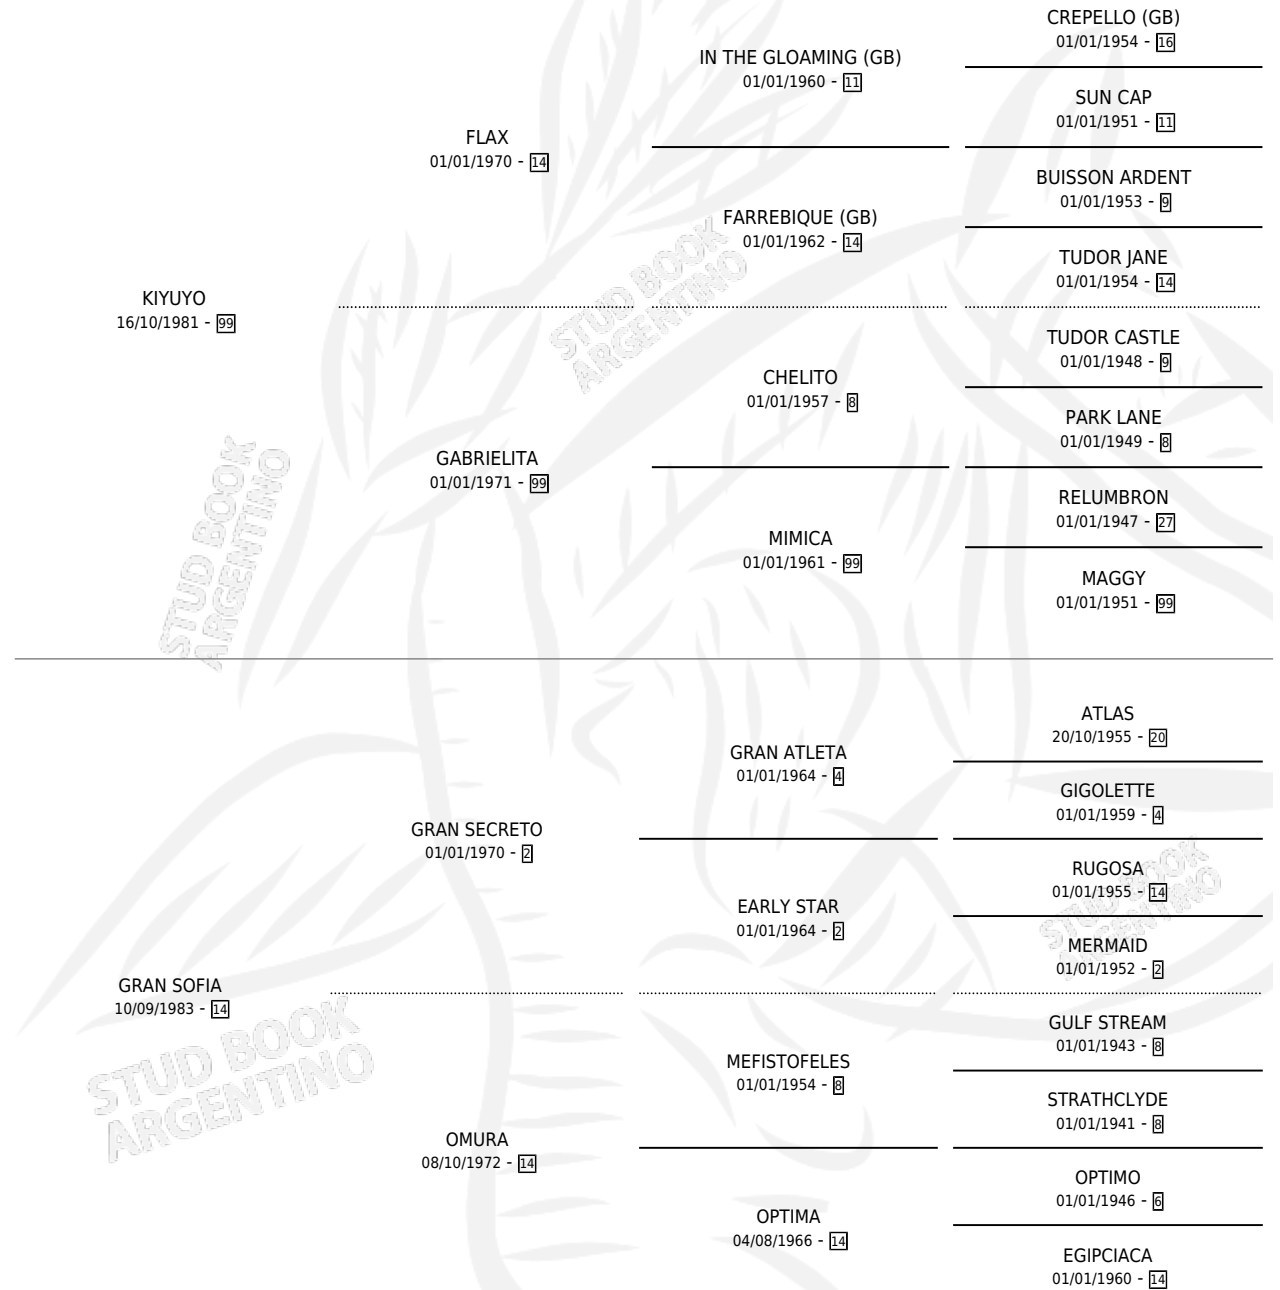 CREPELLO (GB)
01/01/1954 - 16
IN THE GLOAMING (GB)
01/01/1960 - 11
SUN CAP
01/01/1951 - 11
FLAX
01/01/1970 - 14
BUISSON ARDENT
01/01/1953 - 9
FARREBIQUE (GB)
01/01/1962 - 14
TUDOR JANE
01/01/1954 - 14
KIYUYO
16/10/1981 - 99
STUD BOOK
ARGENTINO
TUDOR CASTLE
01/01/1948 - 9
CHELITO
01/01/1957 - 8
PARK LANE
01/01/1949 - 8
GABRIELITA
01/01/1971 - 99
RELUMBRON
01/01/1947 - 27
MIMICA
01/01/1961 - 99
MAGGY
01/01/1951 - 99
STUD BOOK
ARGENTINO
ATLAS
20/10/1955 - 20
GRAN ATLETA
01/01/1964 - 4
GIGOLETTE
01/01/1959 - 4
GRAN SECRETO
01/01/1970 - 2
RUGOSA
01/01/1955 - 14
STUD BOOK
ARGENTINO
EARLY STAR
01/01/1964 - 2
MERMAID
01/01/1952 - 2
GRAN SOFIA
10/09/1983 - 14
STUD BOOK
ARGENTINO
GULF STREAM
01/01/1943 - 8
MEFISTOFELES
01/01/1954 - 8
STRATHCLYDE
01/01/1941 - 8
OMURA
08/10/1972 - 14
OPTIMO
01/01/1946 - 6
OPTIMA
04/08/1966 - 14
EGIPCIACA
01/01/1960 - 14